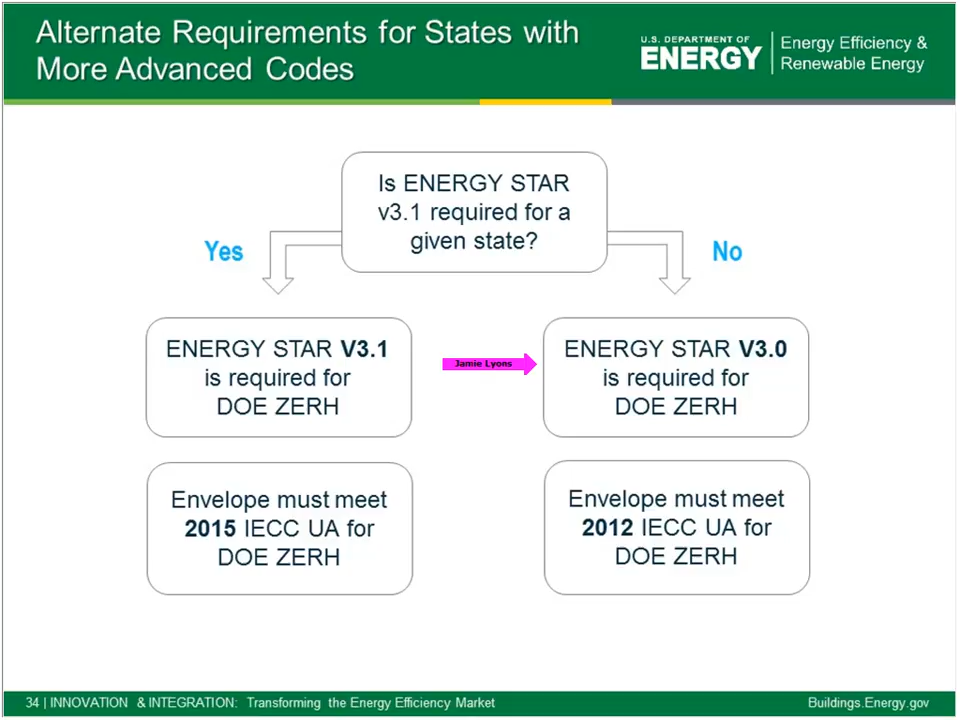 Alternate Requirements for States with
More Advanced Codes
U.S. DEPARTMENT OF
ENERGY
Energy Efficiency &
Renewable Energy
Is ENERGY STAR
v3.1 required for a
given state?
Yes
No
ENERGY STAR V3.1
is required for
DOE ZERH
Jamie Lyons
ENERGY STAR V3.0
is required for
DOE ZERH
Envelope must meet
2015 IECC UA for
DOE ZERH
Envelope must meet
2012 IECC UA for
DOE ZERH
34 | INNOVATION & INTEGRATION: Transforming the Energy Efficiency Market
Buildings.Energy.gov